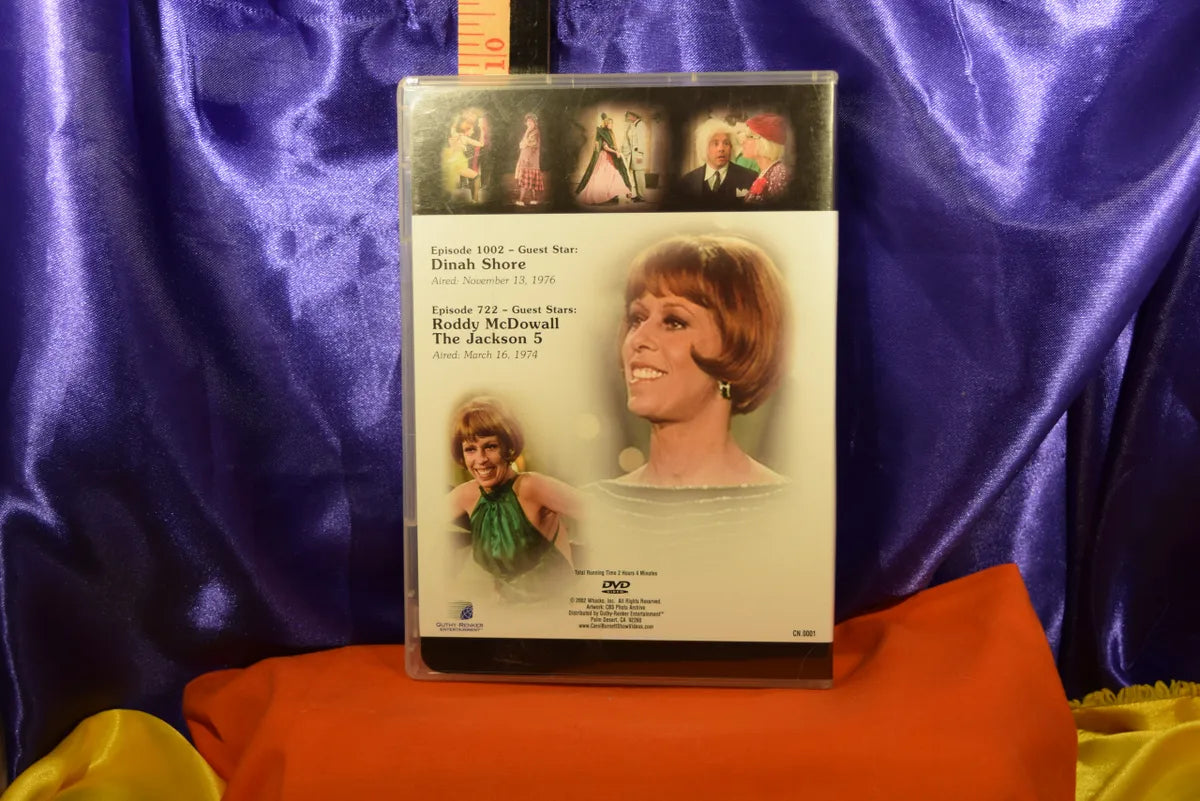 10
Episode 1002 – Guest Star:
Dinah Shore
Aired: November 13, 1976
Episode 722 – Guest Stars:
Roddy McDowall
The Jackson 5
Aired: March 16, 1974
Total Running Time 2 Hours 4 Minutes
DVD
VIDEO
© 2002 Whacko, Inc. All Rights Reserved.
Artwork: CBS Photo Archive
Distributed by Guthy-Renker Entertainment™
Palm Desert, CA 92260
www.CarolBurnettShowVideos.com
GUTHY-RENKER
ENTERTAINMENT™
CN 0001